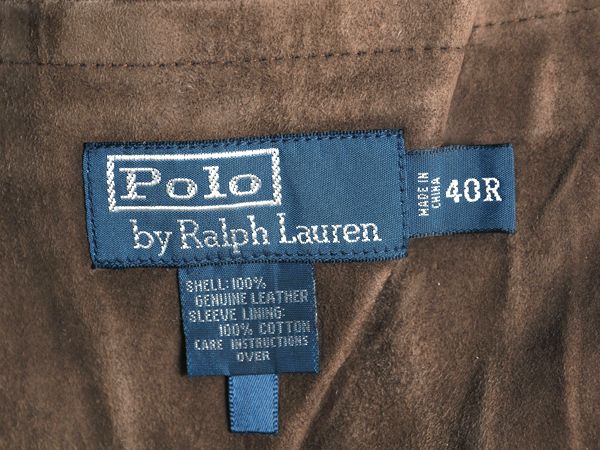 Polo
by Ralph Lauren
MADE IN
CHINA
40R
SHELL:100%
GENUINE LEATHER
SLEEVE LINING:
100% COTTON
CARE INSTRUCTIONS
OVER